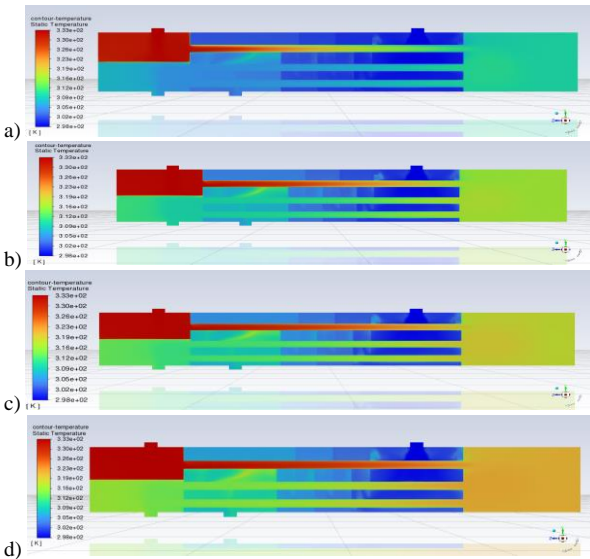 contour-temperature
Static Temperature
3.33e+02
3.30e+02
3.26e+02
3.23e+02
3.19e+02
3.16e+02
3.12e+02
3.09e+02
3.05e+02
3.02e+02
2.98e+02
[ K ]
a)
contour-temperature
Static Temperature
3.33e+02
3.30e+02
3.26e+02
3.23e+02
3.19e+02
3.16e+02
3.12e+02
3.09e+02
3.05e+02
3.02e+02
2.98e+02
[ K ]
b)
contour-temperature
Static Temperature
3.33e+02
3.30e+02
3.26e+02
3.23e+02
3.19e+02
3.16e+02
3.12e+02
3.09e+02
3.05e+02
3.02e+02
2.98e+02
[ K ]
c)
contour-temperature
Static Temperature
3.33e+02
3.30e+02
3.26e+02
3.23e+02
3.19e+02
3.16e+02
3.12e+02
3.09e+02
3.05e+02
3.02e+02
2.98e+02
[ K ]
d)